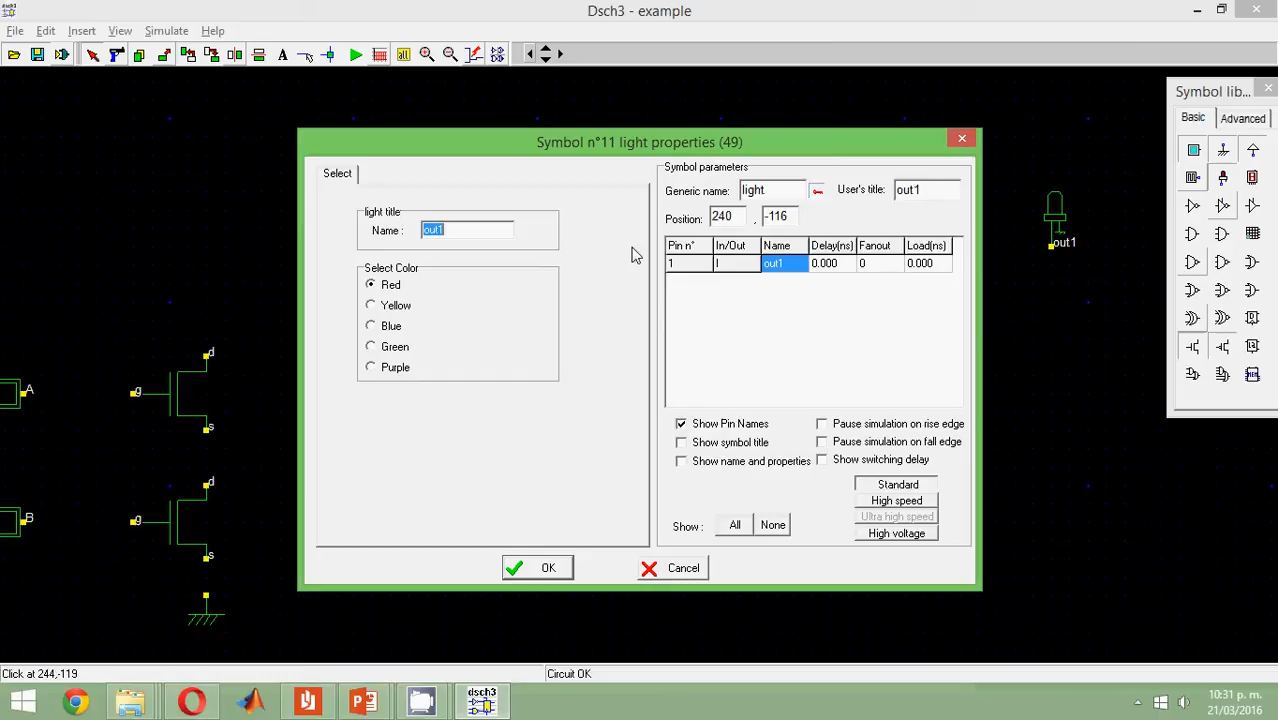 Dsch3 - example
File Edit Insert View Simulate Help
A all
Symbol lib...
Basic Advanced
Symbol n°11 light properties (49)
Select
light title
Name : out1
Select Color
Red
Yellow
Blue
Green
Purple
Symbol parameters
Generic name: light User's title: out1
Position: 240 , -116
Pin n° In/Out Name Delay(ns) Fanout Load(ns)
1 I out1 0.000 0 0.000
Show Pin Names Pause simulation on rise edge
Show symbol title Pause simulation on fall edge
Show name and properties Show switching delay
Standard
High speed
Ultra high speed
High voltage
Show : All None
OK Cancel
out1
d
A g
s
d
B g
s
Click at 244,-119 Circuit OK
dsch3
10:31 p. m.
21/03/2016